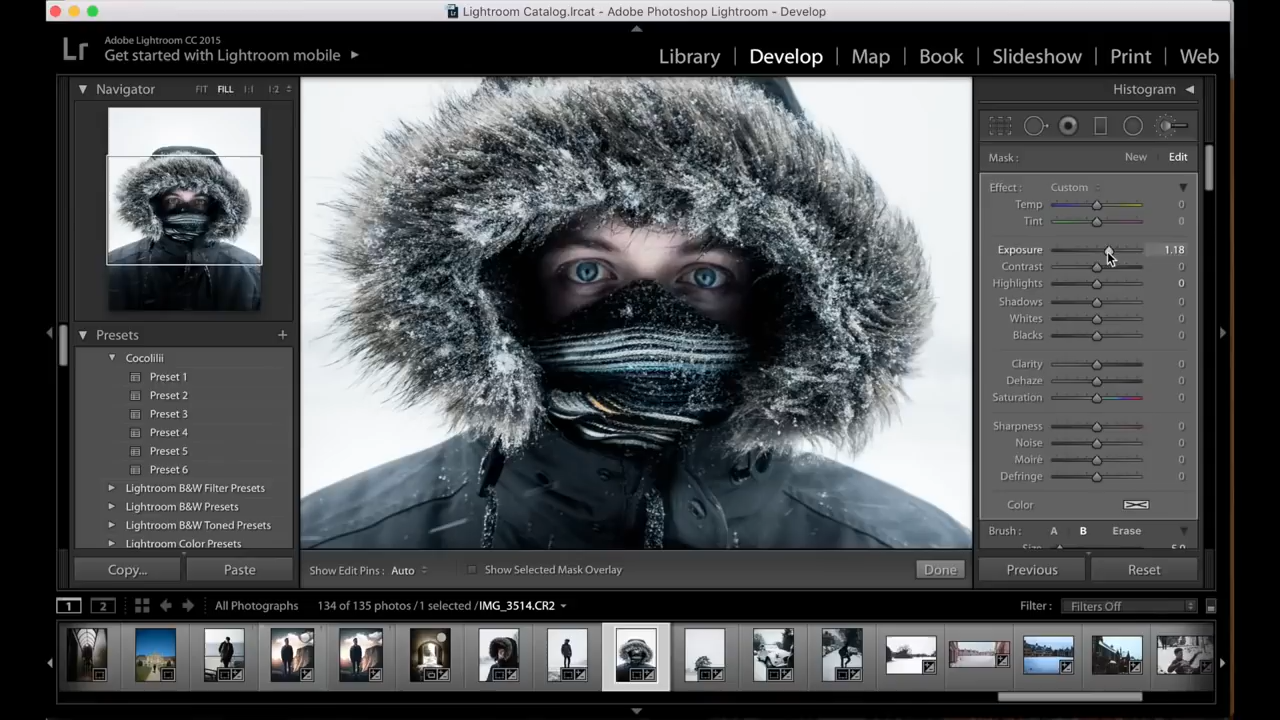 Lightroom Catalog.lrcat - Adobe Photoshop Lightroom - Develop
Lr
Adobe Lightroom CC 2015
Get started with Lightroom mobile
Library | Develop | Map | Book | Slideshow | Print | Web
Navigator FIT FILL 1:1 1:2
Histogram
Mask : New Edit
Effect : Custom
Temp 0
Tint 0
Exposure 1.18
Contrast 0
Highlights 0
Shadows 0
Whites 0
Blacks 0
Clarity 0
Dehaze 0
Saturation 0
Sharpness 0
Noise 0
Moiré 0
Defringe 0
Color
Brush : A B Erase
Size 5.0
Presets +
Cocolilii
Preset 1
Preset 2
Preset 3
Preset 4
Preset 5
Preset 6
Lightroom B&W Filter Presets
Lightroom B&W Presets
Lightroom B&W Toned Presets
Lightroom Color Presets
Copy... Paste
Show Edit Pins : Auto Show Selected Mask Overlay Done
Previous Reset
1 2 All Photographs 134 of 135 photos / 1 selected / IMG_3514.CR2 Filter : Filters Off